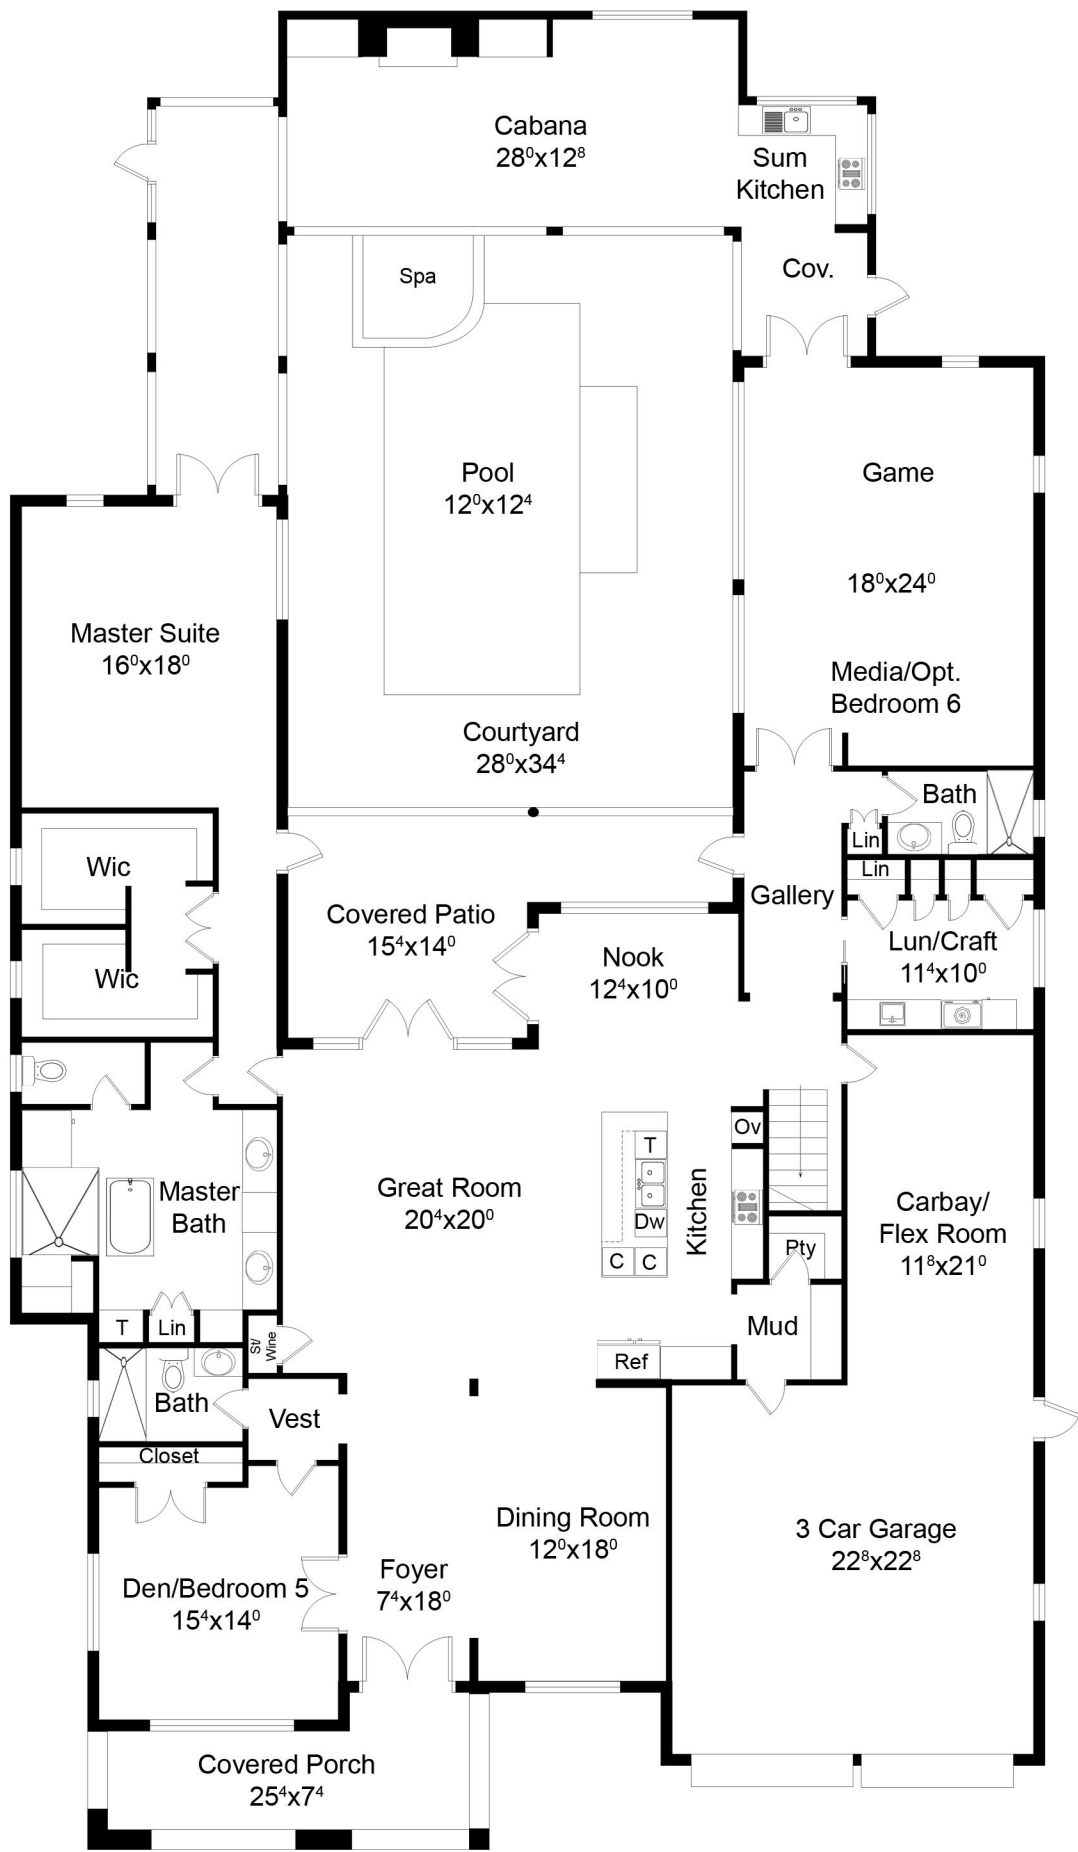 Cabana
28⁰x12⁸
Sum
Kitchen
Cov.
Spa
Pool
12⁰x12⁴
Game
18⁰x24⁰
Media/Opt.
Bedroom 6
Master Suite
16⁰x18⁰
Courtyard
28⁰x34⁴
Bath
Lin
Lin
Wic
Gallery
Covered Patio
15⁴x14⁰
Nook
12⁴x10⁰
Lun/Craft
11⁴x10⁰
Wic
Ov
T
Great Room
20⁴x20⁰
Kitchen
Dw
C
C
Master
Bath
Carbay/
Flex Room
11⁸x21⁰
Pty
T
Lin
St/
Wine
Mud
Ref
Bath
Vest
Closet
Dining Room
12⁰x18⁰
3 Car Garage
22⁸x22⁸
Foyer
7⁴x18⁰
Den/Bedroom 5
15⁴x14⁰
Covered Porch
25⁴x7⁴